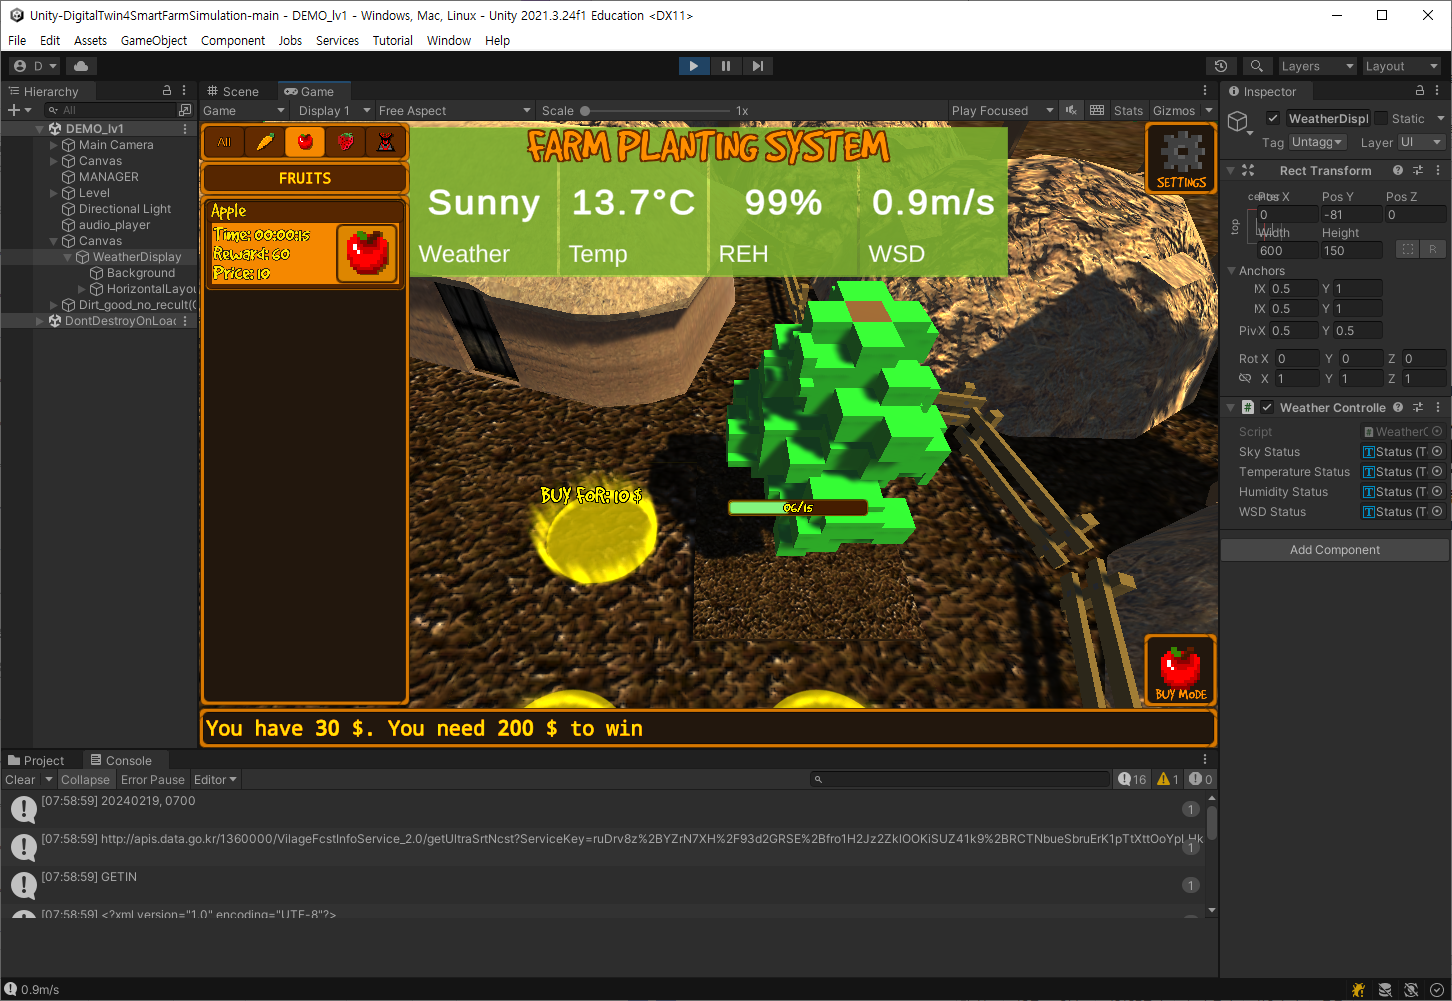 Unity-DigitalTwin4SmartFarmSimulation-main - DEMO_lv1 - Windows, Mac, Linux - Unity 2021.3.24f1 Education <DX11>
File Edit Assets GameObject Component Jobs Services Tutorial Window Help
D Layers Layout
Hierarchy
All
DEMO_lv1
Main Camera
Canvas
MANAGER
Level
Directional Light
audio_player
Canvas
WeatherDisplay
Background
HorizontalLayou
Dirt_good_no_recult(C
DontDestroyOnLoad
Scene Game
Game Display 1 Free Aspect Scale 1x Play Focused Stats Gizmos
All
FRUITS
Apple
Time: 00:00:15
Reward: 60
Price: 10
FARM PLANTING SYSTEM
Sunny 13.7°C 99% 0.9m/s
Weather Temp REH WSD
SETTINGS
BUY FOR: 10 $
06/15
BUY MODE
You have 30 $. You need 200 $ to win
Inspector
WeatherDispl Static
Tag Untagg Layer UI
Rect Transform
center Pos X Pos Y Pos Z
top 0 -81 0
Width Height
600 150
R
Anchors
X 0.5 Y 1
X 0.5 Y 1
Piv X 0.5 Y 0.5
Rot X 0 Y 0 Z 0
X 1 Y 1 Z 1
# Weather Controlle
Script WeatherC
Sky Status Status (T
Temperature Status Status (T
Humidity Status Status (T
WSD Status Status (T
Add Component
Project Console
Clear Collapse Error Pause Editor 16 1 0
[07:58:59] 20240219, 0700 1
[07:58:59] http://apis.data.go.kr/1360000/VilageFcstInfoService_2.0/getUltraSrtNcst?ServiceKey=ruDrv8z%2BYZrN7XH%2F93d2GRSE%2Bfro1H2Jz2ZklOOKiSUZ41k9%2BRCTNbueSbruErK1pTtXttOoYpLHk 1
[07:58:59] GETIN 1
[07:58:59] <?xml version="1.0" encoding="UTF-8"?>
0.9m/s